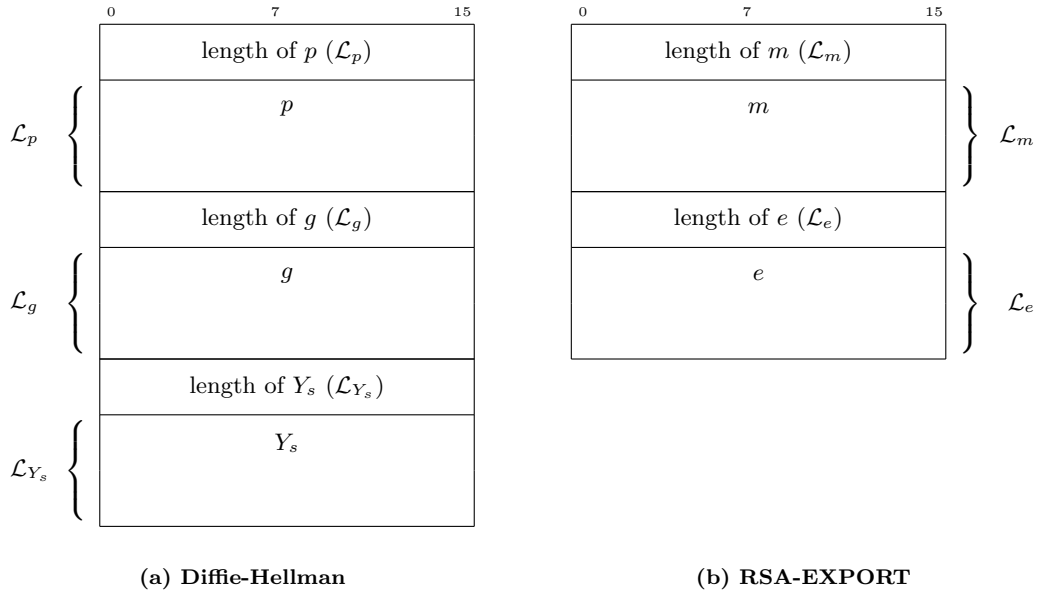 0 7 15
length of p (ℒp)
ℒp
p
length of g (ℒg)
ℒg
g
length of Ys (ℒYs)
ℒYs
Ys
(a) Diffie-Hellman
0 7 15
length of m (ℒm)
m
ℒm
length of e (ℒe)
e
ℒe
(b) RSA-EXPORT